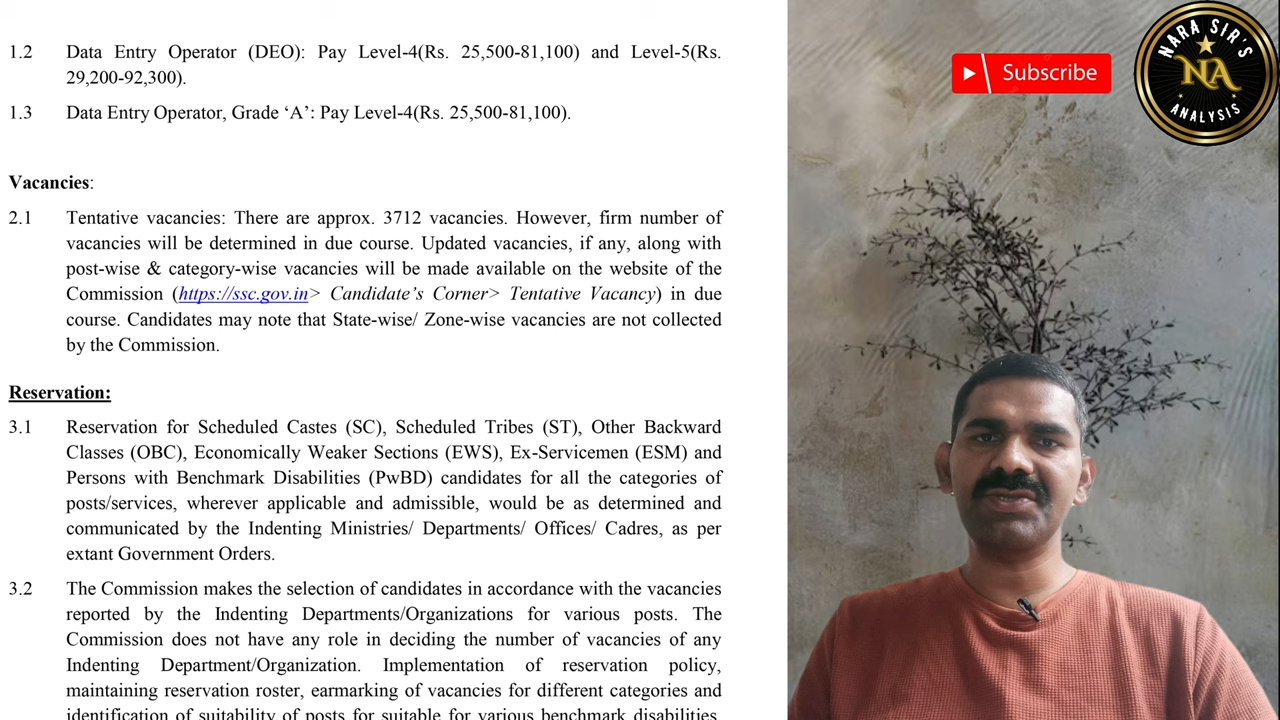 1.2 Data Entry Operator (DEO): Pay Level-4(Rs. 25,500-81,100) and Level-5(Rs.
29,200-92,300).
1.3 Data Entry Operator, Grade ‘A’: Pay Level-4(Rs. 25,500-81,100).
Vacancies:
2.1 Tentative vacancies: There are approx. 3712 vacancies. However, firm number of
vacancies will be determined in due course. Updated vacancies, if any, along with
post-wise & category-wise vacancies will be made available on the website of the
Commission (https://ssc.gov.in> Candidate’s Corner> Tentative Vacancy) in due
course. Candidates may note that State-wise/ Zone-wise vacancies are not collected
by the Commission.
Reservation:
3.1 Reservation for Scheduled Castes (SC), Scheduled Tribes (ST), Other Backward
Classes (OBC), Economically Weaker Sections (EWS), Ex-Servicemen (ESM) and
Persons with Benchmark Disabilities (PwBD) candidates for all the categories of
posts/services, wherever applicable and admissible, would be as determined and
communicated by the Indenting Ministries/ Departments/ Offices/ Cadres, as per
extant Government Orders.
3.2 The Commission makes the selection of candidates in accordance with the vacancies
reported by the Indenting Departments/Organizations for various posts. The
Commission does not have any role in deciding the number of vacancies of any
Indenting Department/Organization. Implementation of reservation policy,
maintaining reservation roster, earmarking of vacancies for different categories and
identification of suitability of posts for suitable for various benchmark disabilities,
Subscribe
NARA SIR'S
NA
ANALYSIS